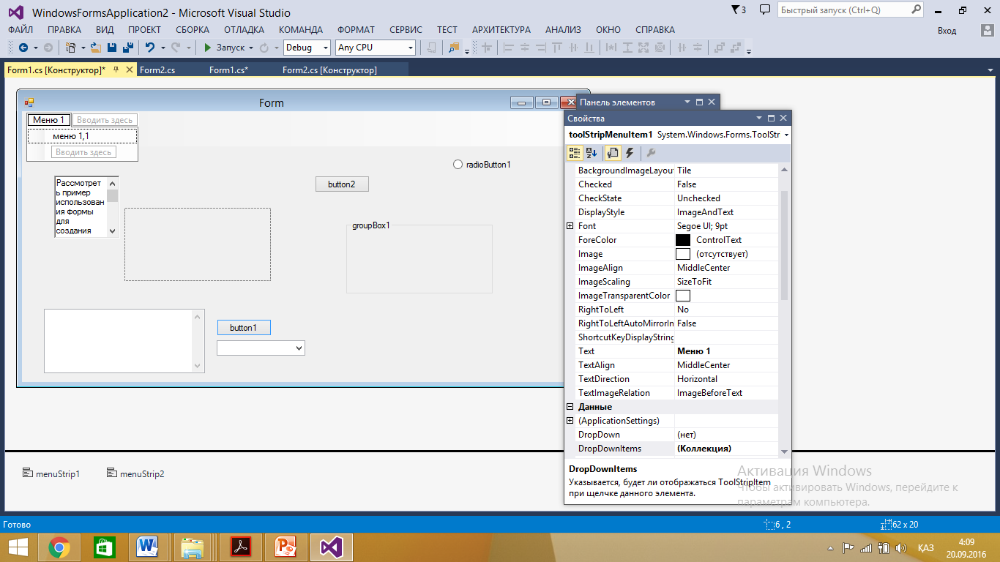 WindowsFormsApplication2 - Microsoft Visual Studio
3
Быстрый запуск (Ctrl+Q)
ФАЙЛ ПРАВКА ВИД ПРОЕКТ СБОРКА ОТЛАДКА КОМАНДА ФОРМАТ СЕРВИС ТЕСТ АРХИТЕКТУРА АНАЛИЗ ОКНО СПРАВКА
Вход
Запуск Debug Any CPU
Form1.cs [Конструктор]* Form2.cs Form1.cs* Form2.cs [Конструктор]
Form
Меню 1 Вводить здесь
меню 1,1
Вводить здесь
radioButton1
button2
Рассмотрет
ь пример
использован
ия формы
для
создания
groupBox1
button1
menuStrip1 menuStrip2
Панель элементов
Свойства
toolStripMenuItem1 System.Windows.Forms.ToolStr
BackgroundImageLayou Tile
Checked False
CheckState Unchecked
DisplayStyle ImageAndText
Font Segoe UI; 9pt
ForeColor ControlText
Image (отсутствует)
ImageAlign MiddleCenter
ImageScaling SizeToFit
ImageTransparentColor
RightToLeft No
RightToLeftAutoMirrorIn False
ShortcutKeyDisplayString
Text Меню 1
TextAlign MiddleCenter
TextDirection Horizontal
TextImageRelation ImageBeforeText
Данные
(ApplicationSettings)
DropDown (нет)
DropDownItems (Коллекция)
DropDownItems
Указывается, будет ли отображаться ToolStripItem
при щелчке данного элемента.
Активация Windows
Чтобы активировать Windows, перейдите к
параметрам компьютера.
Готово
6 , 2
62 x 20
ҚАЗ
4:09
20.09.2016